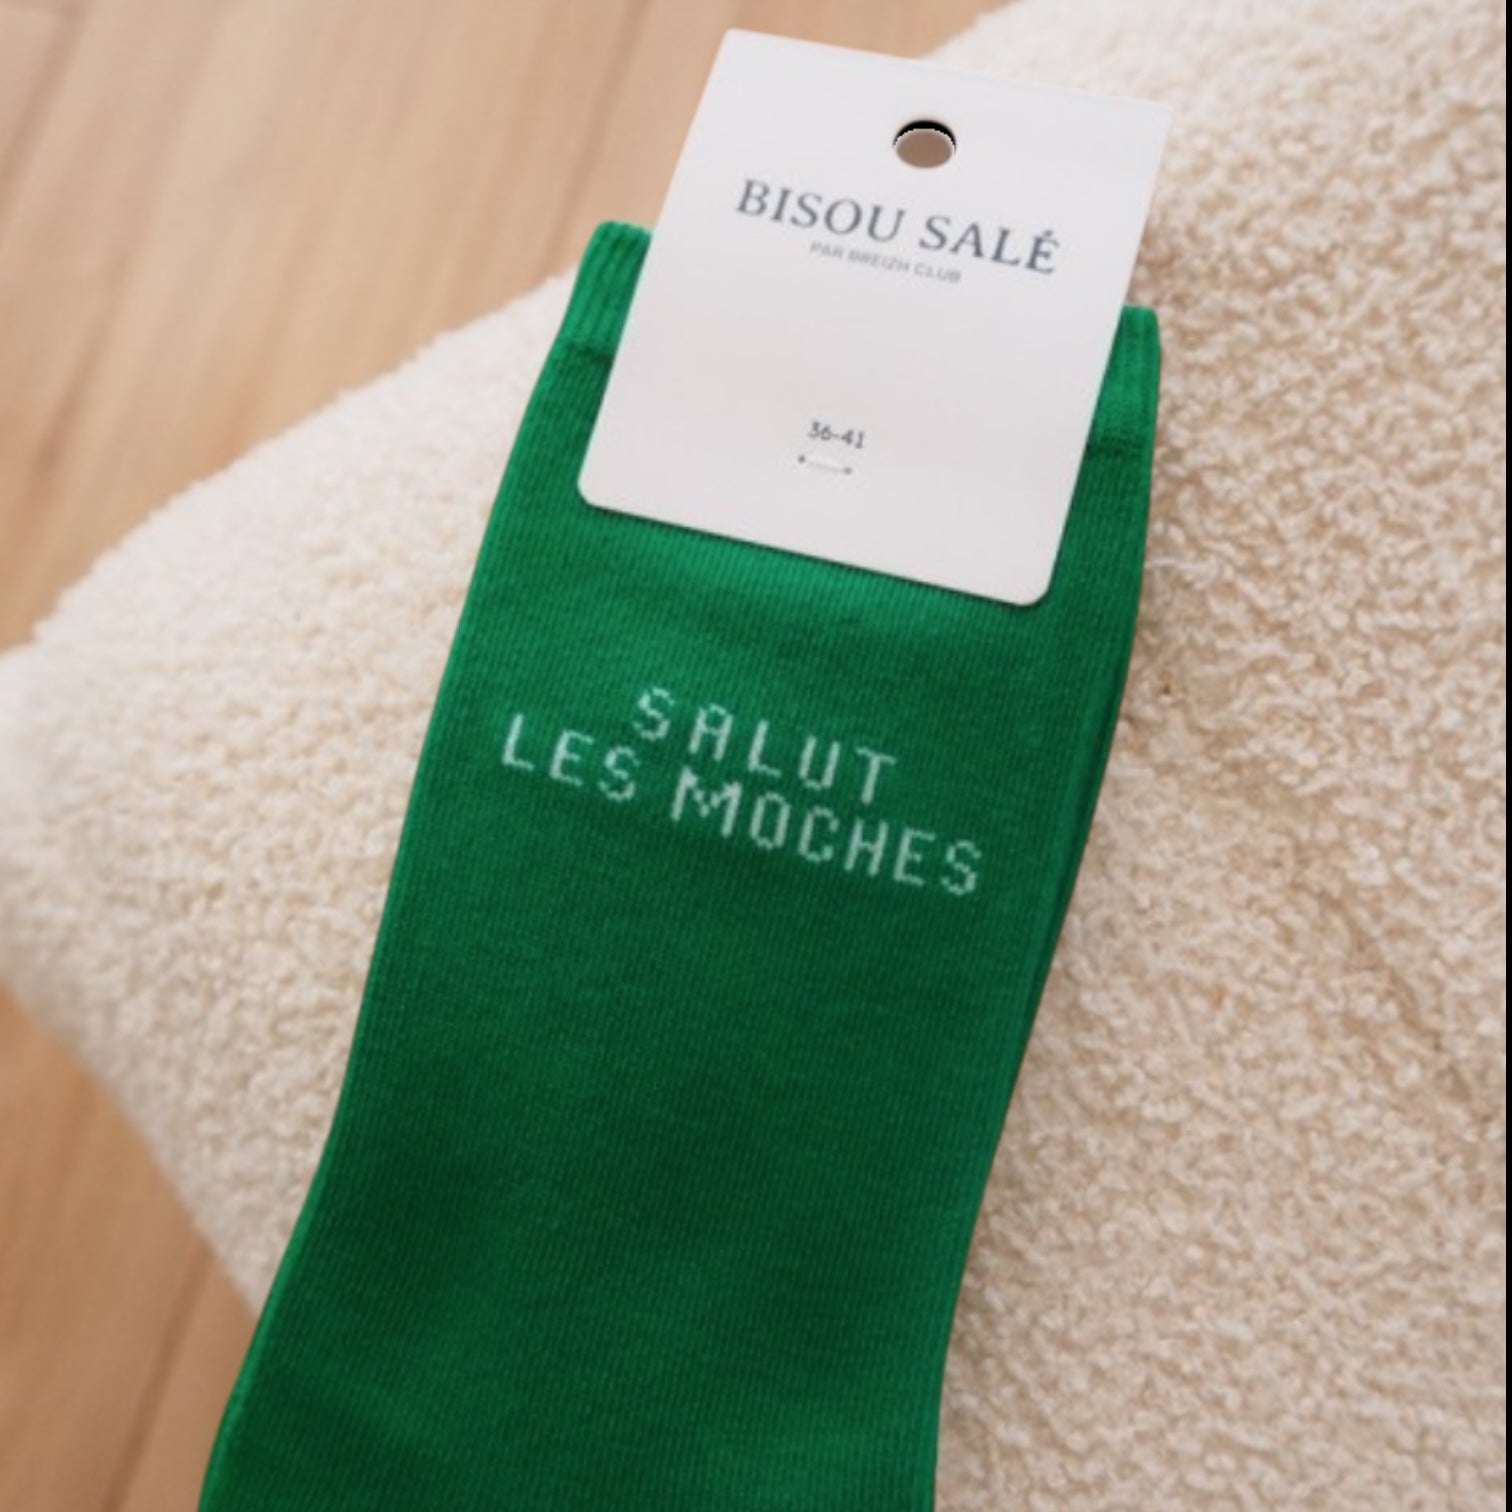 BISOU SALÉ
PAR BREIZH CLUB
36-41
SALUT
LES MOCHES